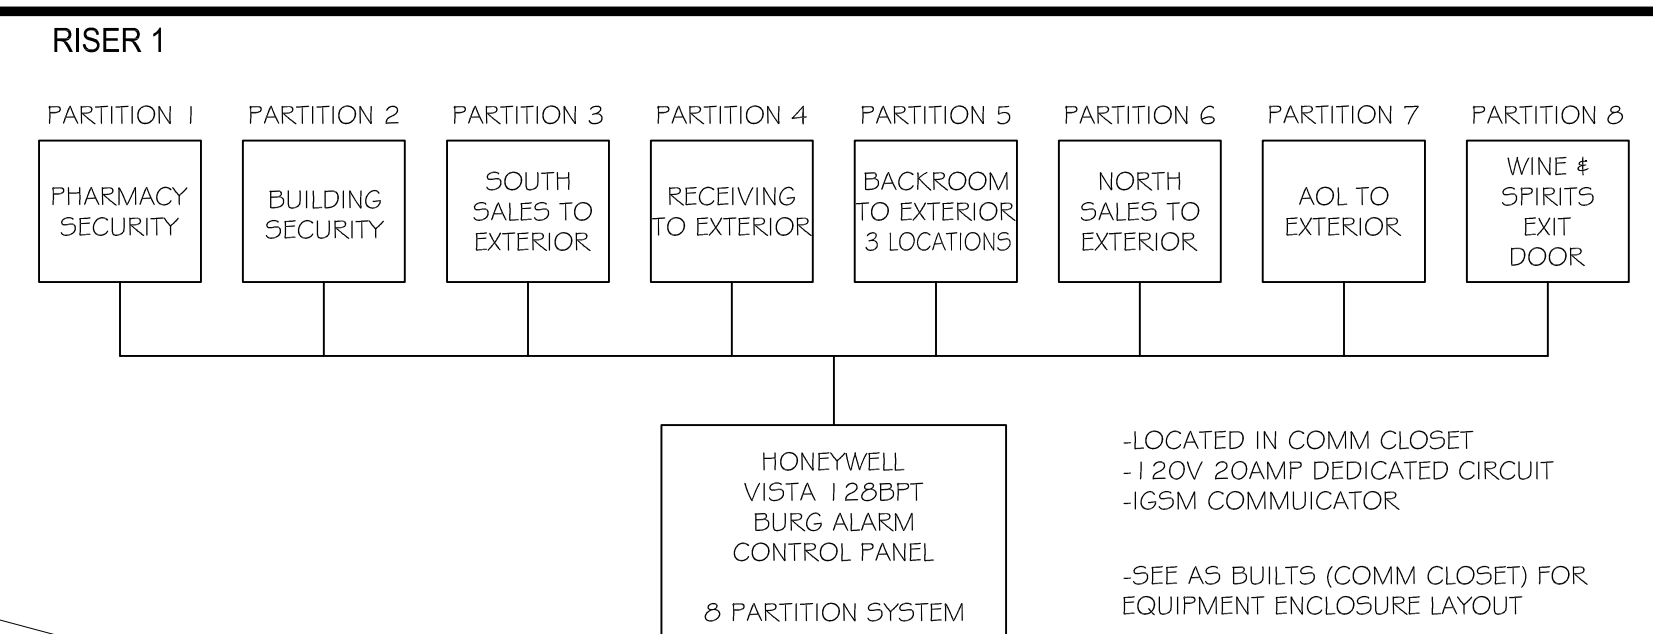 RISER 1
PARTITION 1
PARTITION 2
PARTITION 3
PARTITION 4
PARTITION 5
PARTITION 6
PARTITION 7
PARTITION 8
PHARMACY
SECURITY
BUILDING
SECURITY
SOUTH
SALES TO
EXTERIOR
RECEIVING
TO EXTERIOR
BACKROOM
TO EXTERIOR
3 LOCATIONS
NORTH
SALES TO
EXTERIOR
AOL TO
EXTERIOR
WINE &
SPIRITS
EXIT
DOOR
HONEYWELL
VISTA 128BPT
BURG ALARM
CONTROL PANEL
8 PARTITION SYSTEM
-LOCATED IN COMM CLOSET
-120V 20AMP DEDICATED CIRCUIT
-IGSM COMMUICATOR
-SEE AS BUILTS (COMM CLOSET) FOR
EQUIPMENT ENCLOSURE LAYOUT